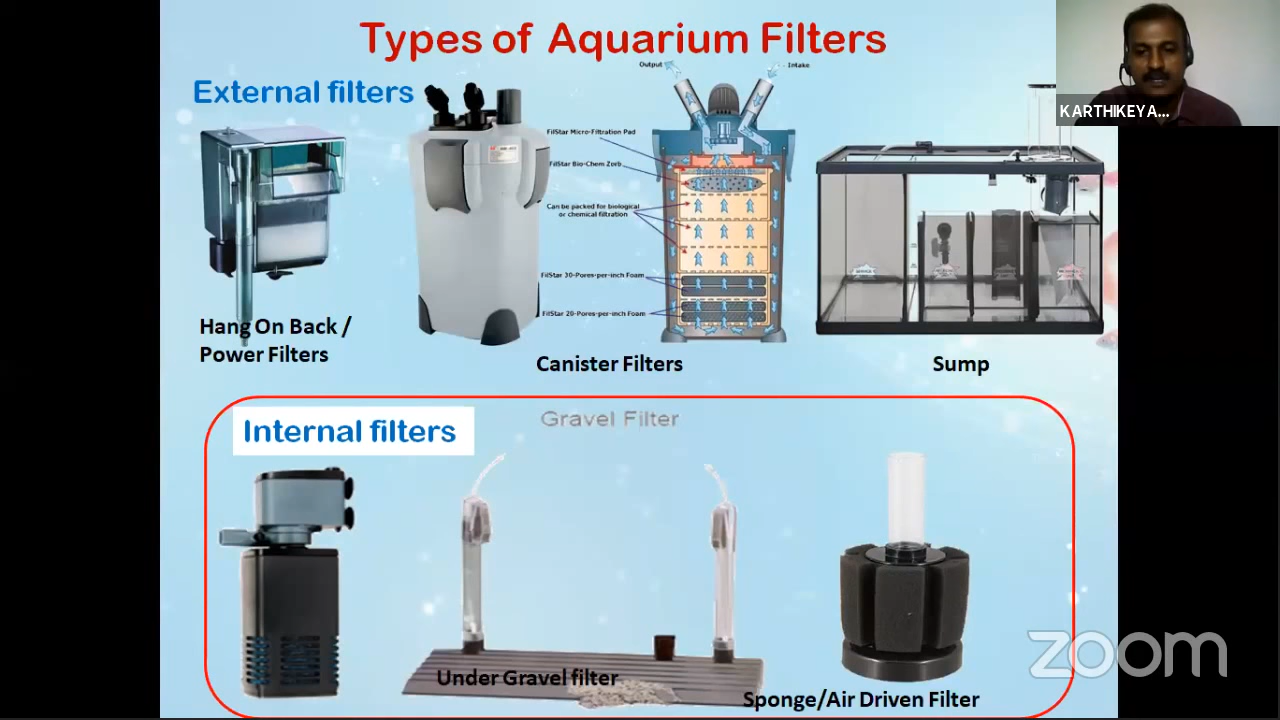 Types of Aquarium Filters
KARTHIKEYA...
External filters
Output
Intake
FilStar Micro-Filtration Pad
FilStar Bio-Chem Zorb
Can be packed for biological
or chemical filtration
FilStar 30-Pores-per-inch Foam
FilStar 20-Pores-per-inch Foam
Hang On Back /
Power Filters
Canister Filters
Sump
Internal filters
Gravel Filter
Under Gravel filter
Sponge/Air Driven Filter
zoom